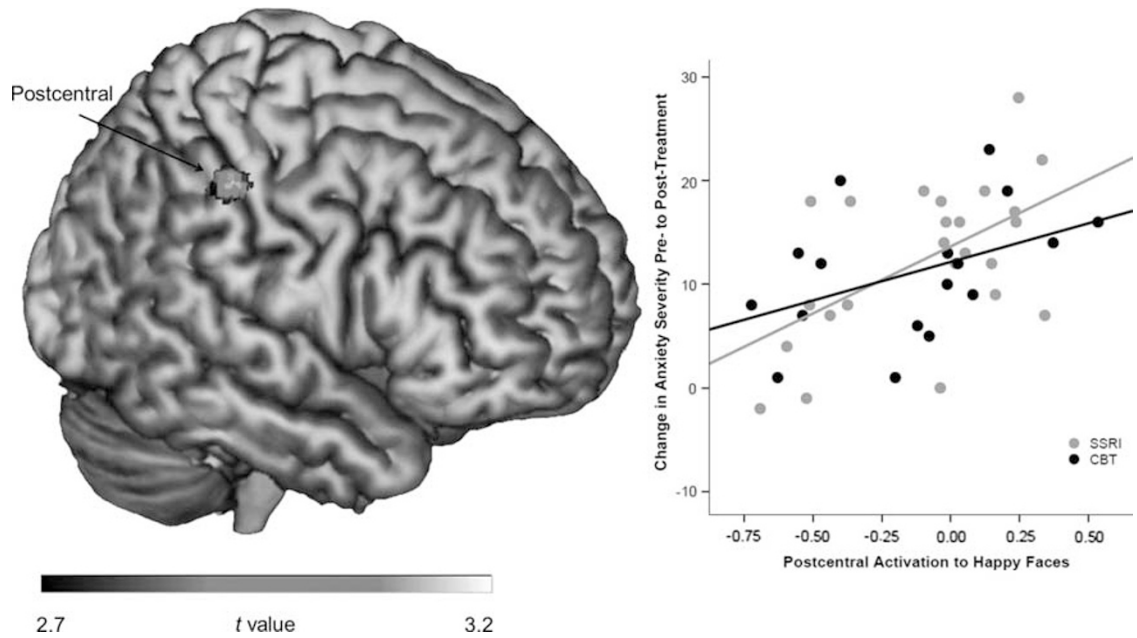 Postcentral
2.7
t value
3.2
Change in Anxiety Severity Pre- to Post-Treatment
30
20
10
0
-10
SSRI
CBT
-0.75
-0.50
-0.25
0.00
0.25
0.50
Postcentral Activation to Happy Faces